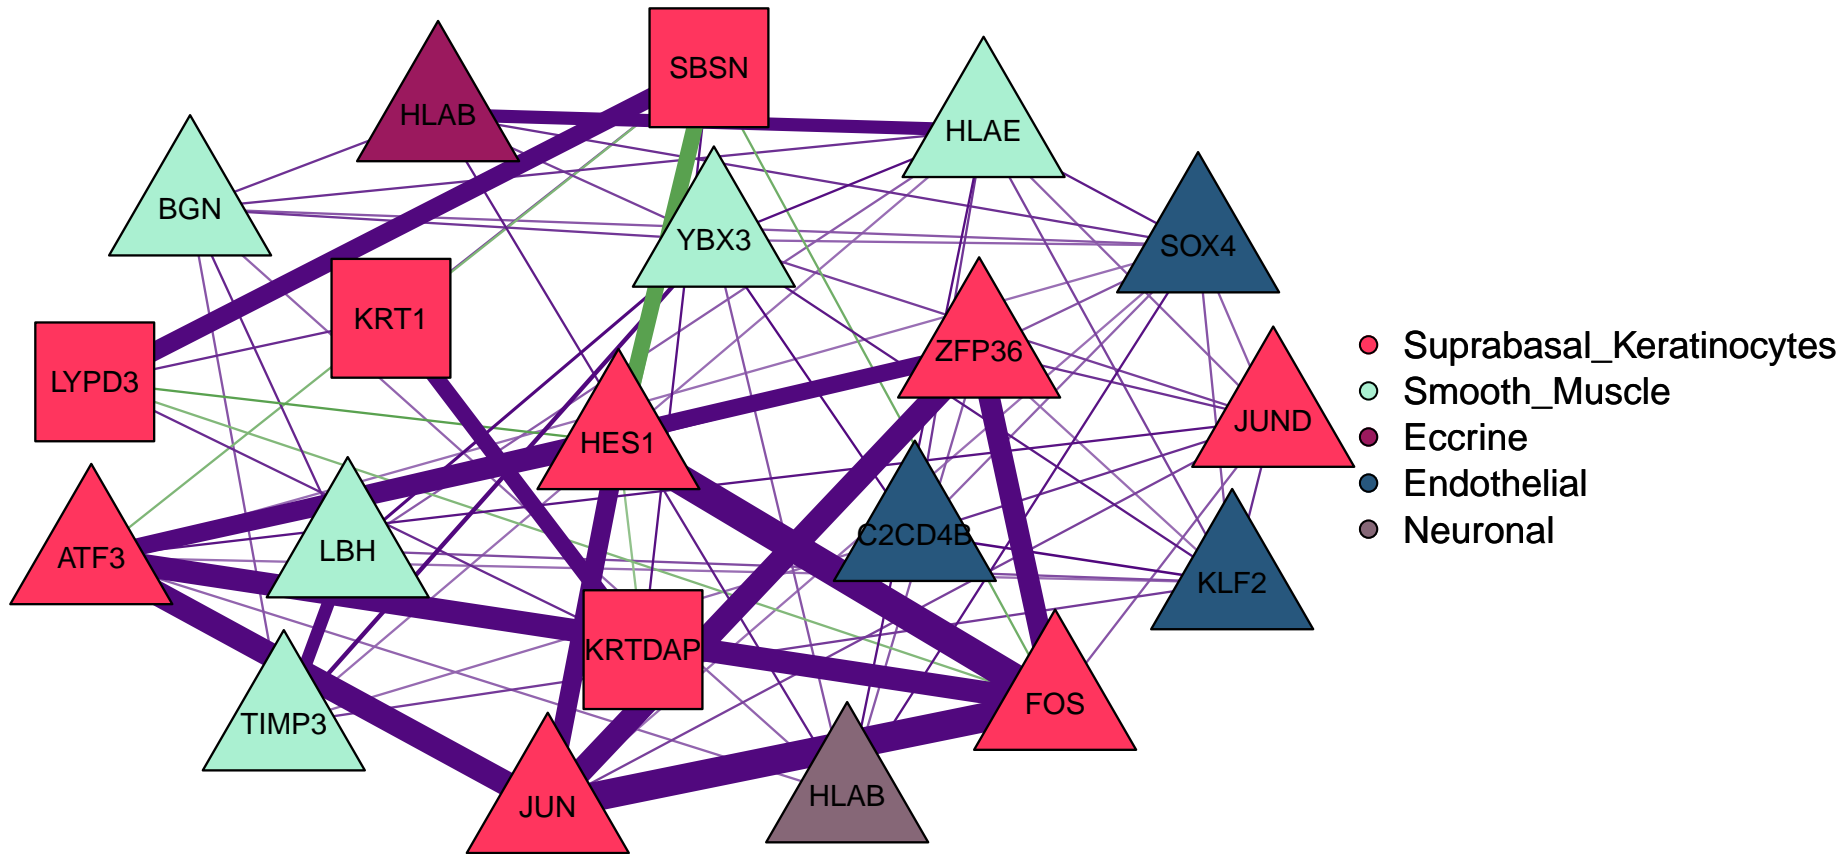 SBSN
HLAB
HLAE
BGN
YBX3
SOX4
KRT1
ZFP36
LYPD3
HES1
JUND
ATF3
LBH
C2CD4B
KLF2
KRTDAP
TIMP3
FOS
JUN
HLAB
Suprabasal_Keratinocytes
Smooth_Muscle
Eccrine
Endothelial
Neuronal